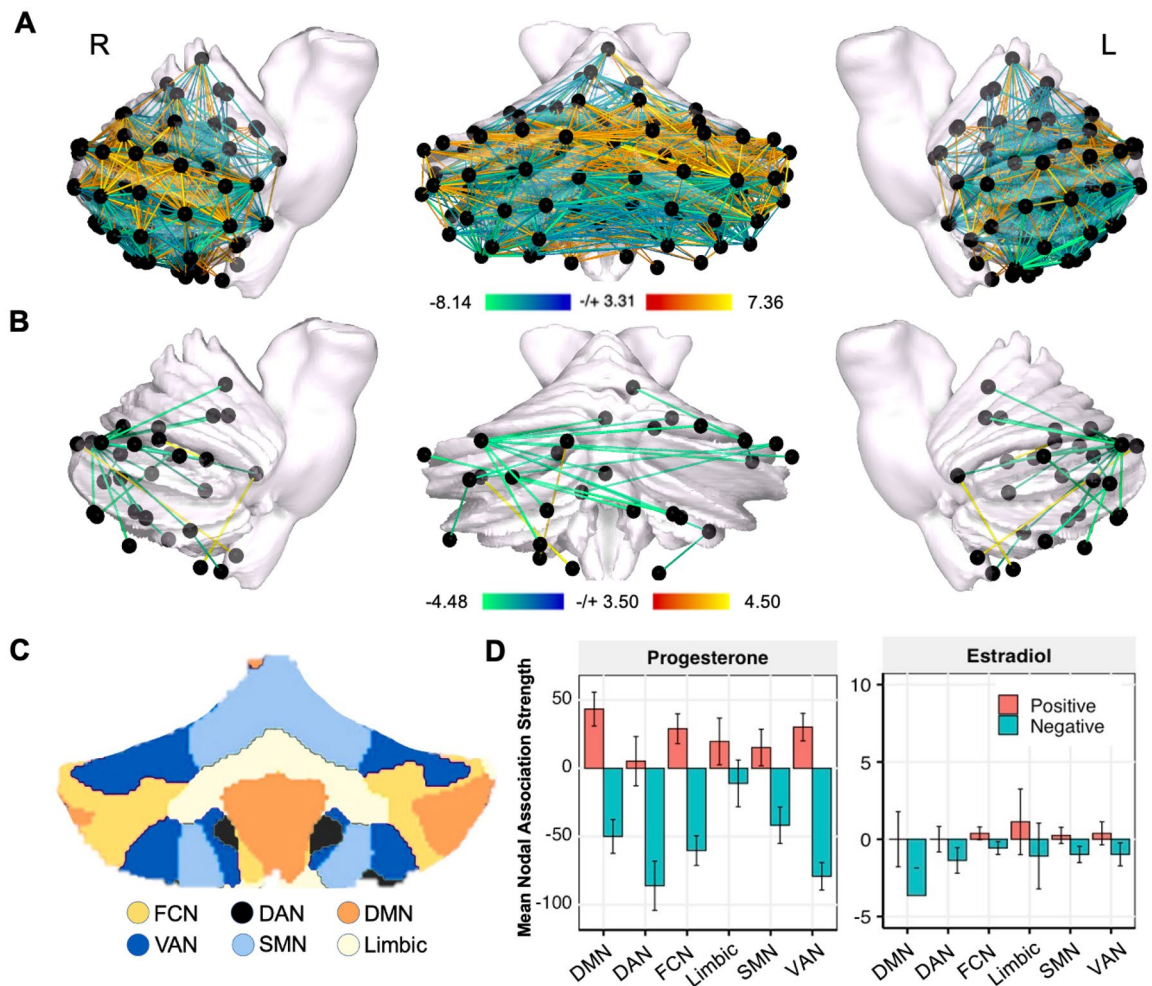 A
R
L
-8.14
-/+ 3.31
7.36
B
-4.48
-/+ 3.50
4.50
C
FCN
DAN
DMN
VAN
SMN
Limbic
D
Mean Nodal Association Strength
Progesterone
50
0
-50
-100
DMN
DAN
FCN
Limbic
SMN
VAN
Estradiol
10
5
0
-5
Positive
Negative
DMN
DAN
FCN
Limbic
SMN
VAN